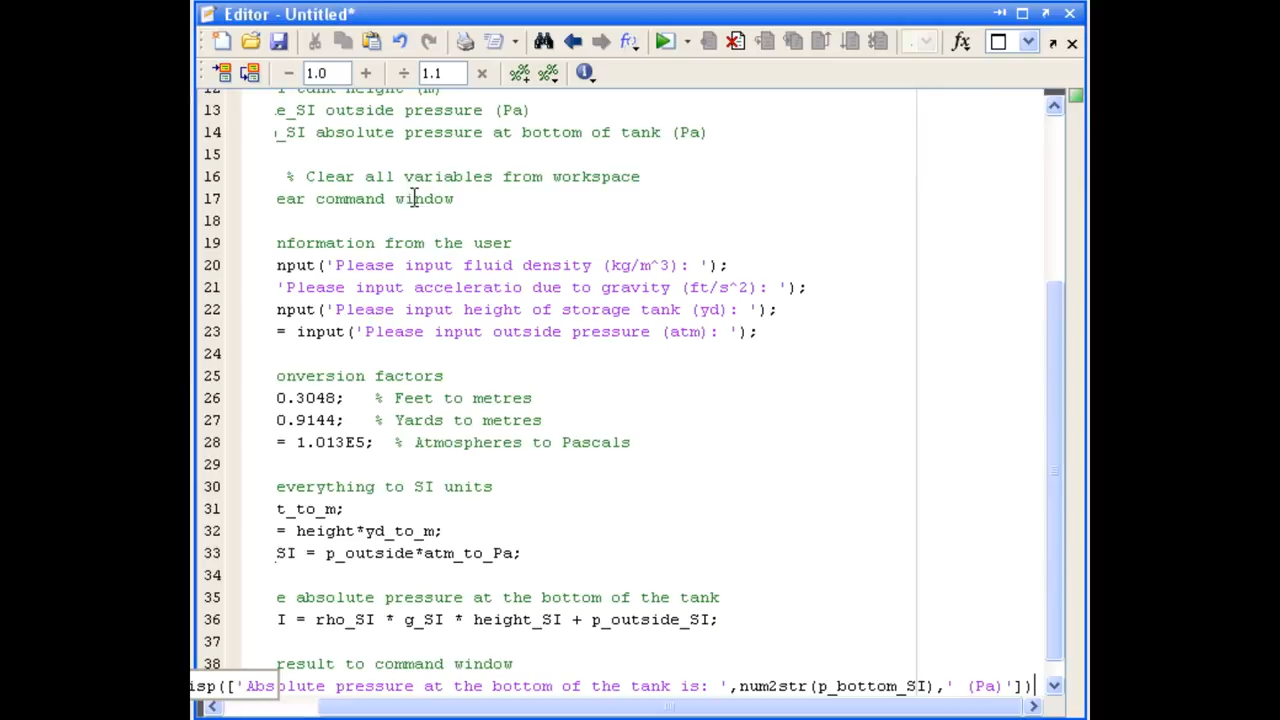 Editor - Untitled*
1.0
1.1
12 tank height (m)
13 e_SI outside pressure (Pa)
14 _SI absolute pressure at bottom of tank (Pa)
15
16 % Clear all variables from workspace
17 ear command window
18
19 nformation from the user
20 nput('Please input fluid density (kg/m^3): ');
21 'Please input acceleratio due to gravity (ft/s^2): ');
22 nput('Please input height of storage tank (yd): ');
23 = input('Please input outside pressure (atm): ');
24
25 onversion factors
26 0.3048; % Feet to metres
27 0.9144; % Yards to metres
28 = 1.013E5; % Atmospheres to Pascals
29
30 everything to SI units
31 t_to_m;
32 = height*yd_to_m;
33 SI = p_outside*atm_to_Pa;
34
35 e absolute pressure at the bottom of the tank
36 I = rho_SI * g_SI * height_SI + p_outside_SI;
37
38 result to command window
isp(['Absolute pressure at the bottom of the tank is: ',num2str(p_bottom_SI),' (Pa)'])